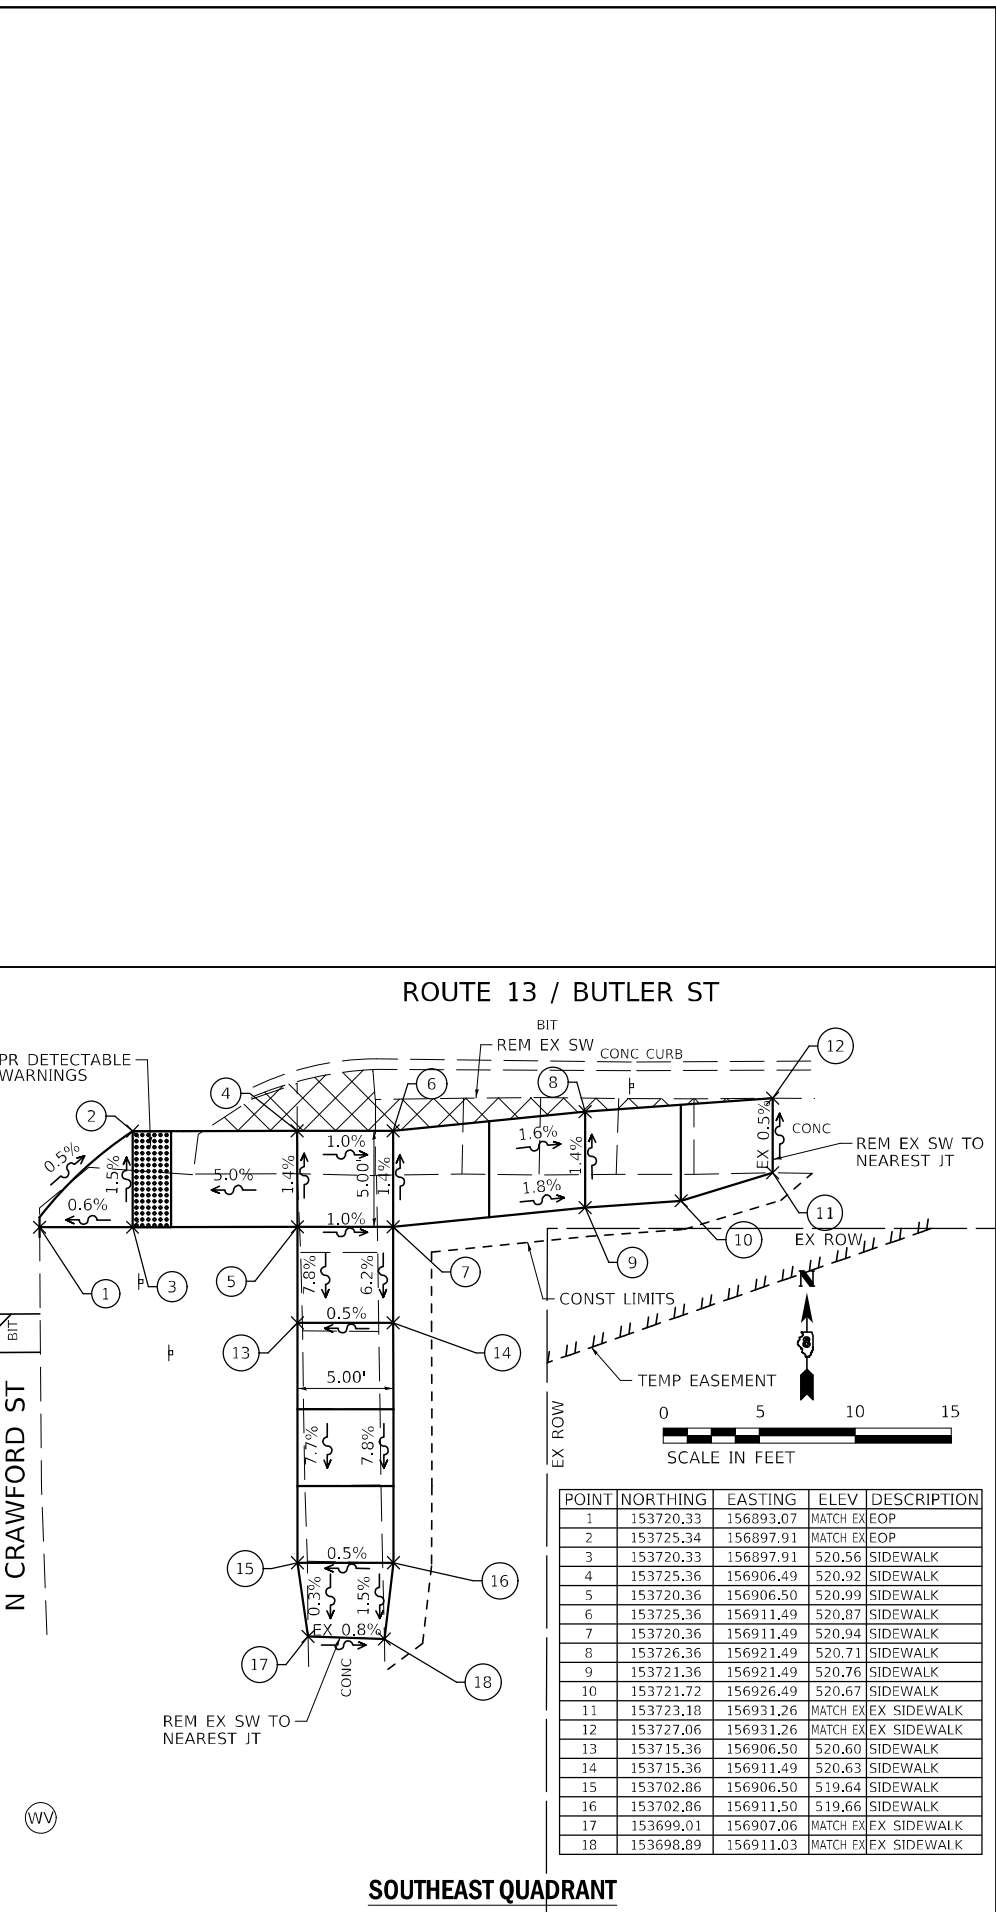 ROUTE 13 / BUTLER ST
BIT
REM EX SW
CONC CURB
12
PR DETECTABLE
WARNINGS
4
6
8
2
0.5%
1.5%
0.6%
5.0%
1.0%
1.4%
5.00'
1.4%
1.0%
1.6%
1.4%
1.8%
EX 0.5%
CONC
REM EX SW TO
NEAREST JT
11
10
EX ROW
1
3
5
7
9
7.8%
6.2%
0.5%
CONST LIMITS
N
BIT
13
14
5.00'
TEMP EASEMENT
N CRAWFORD ST
7.7%
7.8%
EX ROW
0 5 10 15
SCALE IN FEET
15
16
0.5%
0.3%
1.5%
EX 0.8%
17
18
CONC
REM EX SW TO
NEAREST JT
WV
POINT NORTHING EASTING ELEV DESCRIPTION
1 153720.33 156893.07 MATCH EX EOP
2 153725.34 156897.91 MATCH EX EOP
3 153720.33 156897.91 520.56 SIDEWALK
4 153725.36 156906.49 520.92 SIDEWALK
5 153720.36 156906.50 520.99 SIDEWALK
6 153725.36 156911.49 520.87 SIDEWALK
7 153720.36 156911.49 520.94 SIDEWALK
8 153726.36 156921.49 520.71 SIDEWALK
9 153721.36 156921.49 520.76 SIDEWALK
10 153721.72 156926.49 520.67 SIDEWALK
11 153723.18 156931.26 MATCH EX EX SIDEWALK
12 153727.06 156931.26 MATCH EX EX SIDEWALK
13 153715.36 156906.50 520.60 SIDEWALK
14 153715.36 156911.49 520.63 SIDEWALK
15 153702.86 156906.50 519.64 SIDEWALK
16 153702.86 156911.50 519.66 SIDEWALK
17 153699.01 156907.06 MATCH EX EX SIDEWALK
18 153698.89 156911.03 MATCH EX EX SIDEWALK
SOUTHEAST QUADRANT